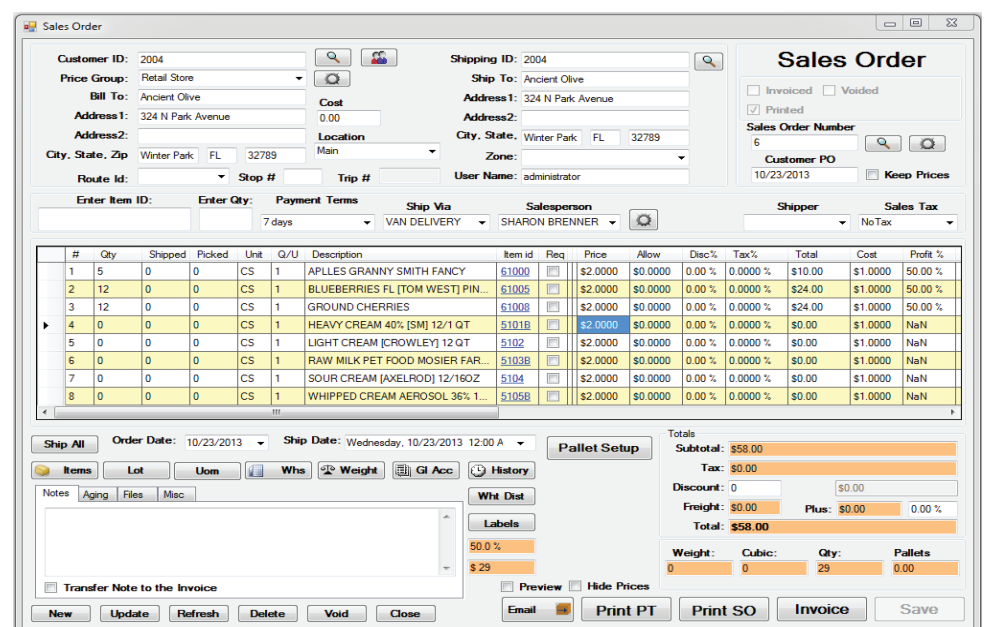 Sales Order
Customer ID: 2004
Price Group: Retail Store
Bill To: Ancient Olive
Address1: 324 N Park Avenue
Address2:
City, State, Zip Winter Park FL 32789
Route Id: Stop # Trip #
Cost
0.00
Location
Main
Shipping ID: 2004
Ship To: Ancient Olive
Address1: 324 N Park Avenue
Address2:
City, State, Winter Park FL 32789
Zone:
User Name: administrator
Sales Order
Invoiced Voided
Printed
Sales Order Number
6
Customer PO
10/23/2013 Keep Prices
Enter Item ID: Enter Qty: Payment Terms Ship Via Salesperson Shipper Sales Tax
7 days VAN DELIVERY SHARON BRENNER NoTax
# Qty Shipped Picked Unit Q/U Description Item id Req Price Allow Disc% Tax% Total Cost Profit %
1 5 0 0 CS 1 APLLES GRANNY SMITH FANCY 61000 $2.0000 $0.0000 0.00 % 0.0000 % $10.00 $1.0000 50.00 %
2 12 0 0 CS 1 BLUEBERRIES FL [TOM WEST] PIN... 61005 $2.0000 $0.0000 0.00 % 0.0000 % $24.00 $1.0000 50.00 %
3 12 0 0 CS 1 GROUND CHERRIES 61008 $2.0000 $0.0000 0.00 % 0.0000 % $24.00 $1.0000 50.00 %
4 0 0 0 CS 1 HEAVY CREAM 40% [SM] 12/1 QT 5101B $2.0000 $0.0000 0.00 % 0.0000 % $0.00 $1.0000 NaN
5 0 0 0 CS 1 LIGHT CREAM [CROWLEY] 12 QT 5102 $2.0000 $0.0000 0.00 % 0.0000 % $0.00 $1.0000 NaN
6 0 0 0 CS 1 RAW MILK PET FOOD MOSIER FAR... 5103B $2.0000 $0.0000 0.00 % 0.0000 % $0.00 $1.0000 NaN
7 0 0 0 CS 1 SOUR CREAM [AXELROD] 12/16OZ 5104 $2.0000 $0.0000 0.00 % 0.0000 % $0.00 $1.0000 NaN
8 0 0 0 CS 1 WHIPPED CREAM AEROSOL 36% 1... 5105B $2.0000 $0.0000 0.00 % 0.0000 % $0.00 $1.0000 NaN
Ship All Order Date: 10/23/2013 Ship Date: Wednesday, 10/23/2013 12:00 A Pallet Setup
Items Lot Uom Whs Weight Gl Acc History
Notes Aging Files Misc
Wht Dist
Labels
50.0 %
$ 29
Transfer Note to the Invoice
Totals
Subtotal: $58.00
Tax: $0.00
Discount: 0 $0.00
Freight: $0.00 Plus: $0.00 0.00 %
Total: $58.00
Weight: Cubic: Qty: Pallets
0 0 29 0.00
Preview Hide Prices
New Update Refresh Delete Void Close Email Print PT Print SO Invoice Save